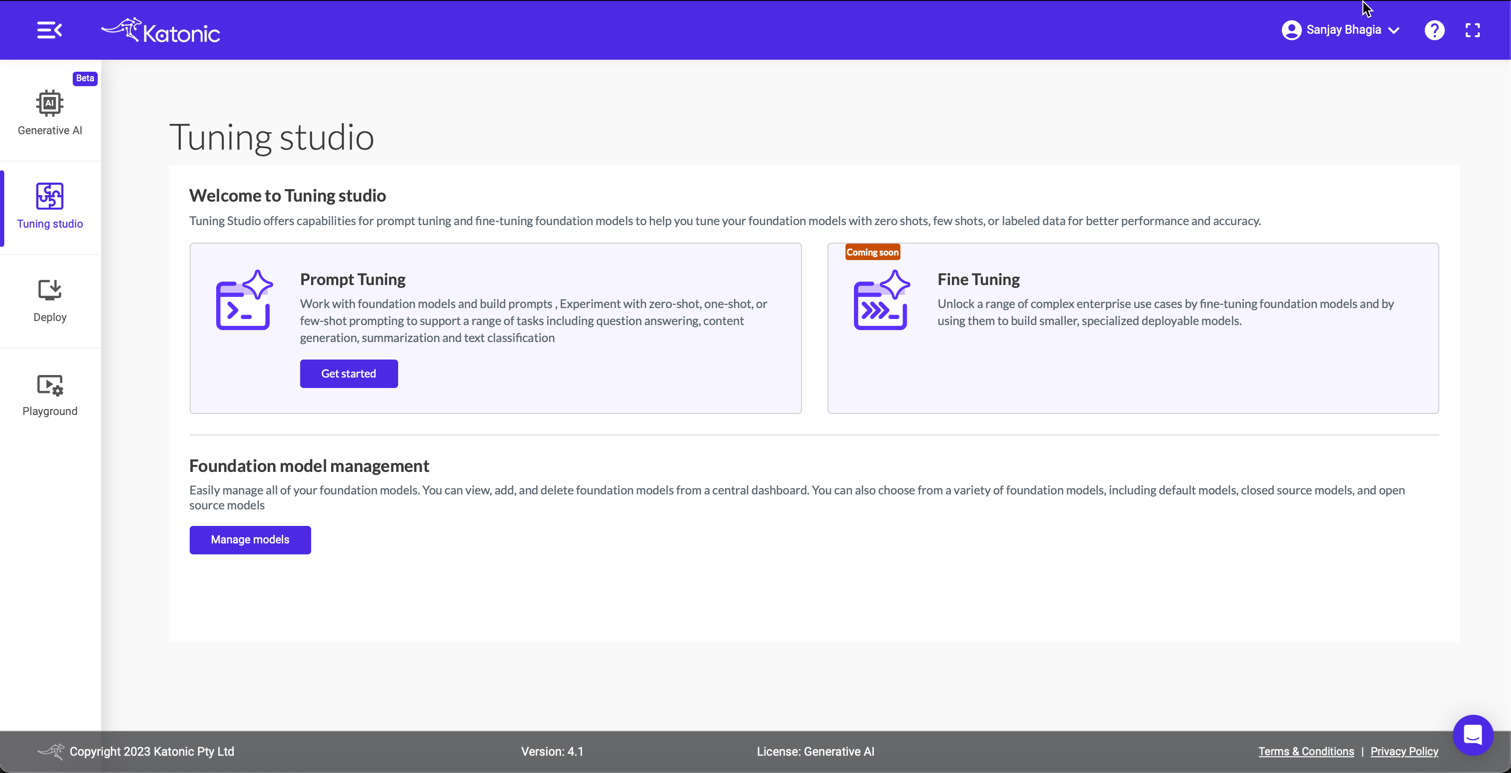 Katonic
Sanjay Bhagia
?
Beta
AI
Generative AI
Tuning studio
Deploy
Playground
Tuning studio
Welcome to Tuning studio
Tuning Studio offers capabilities for prompt tuning and fine-tuning foundation models to help you tune your foundation models with zero shots, few shots, or labeled data for better performance and accuracy.
Prompt Tuning
Work with foundation models and build prompts , Experiment with zero-shot, one-shot, or
few-shot prompting to support a range of tasks including question answering, content
generation, summarization and text classification
Get started
Coming soon
Fine Tuning
Unlock a range of complex enterprise use cases by fine-tuning foundation models and by
using them to build smaller, specialized deployable models.
Foundation model management
Easily manage all of your foundation models. You can view, add, and delete foundation models from a central dashboard. You can also choose from a variety of foundation models, including default models, closed source models, and open
source models
Manage models
Copyright 2023 Katonic Pty Ltd
Version: 4.1
License: Generative AI
Terms & Conditions | Privacy Policy